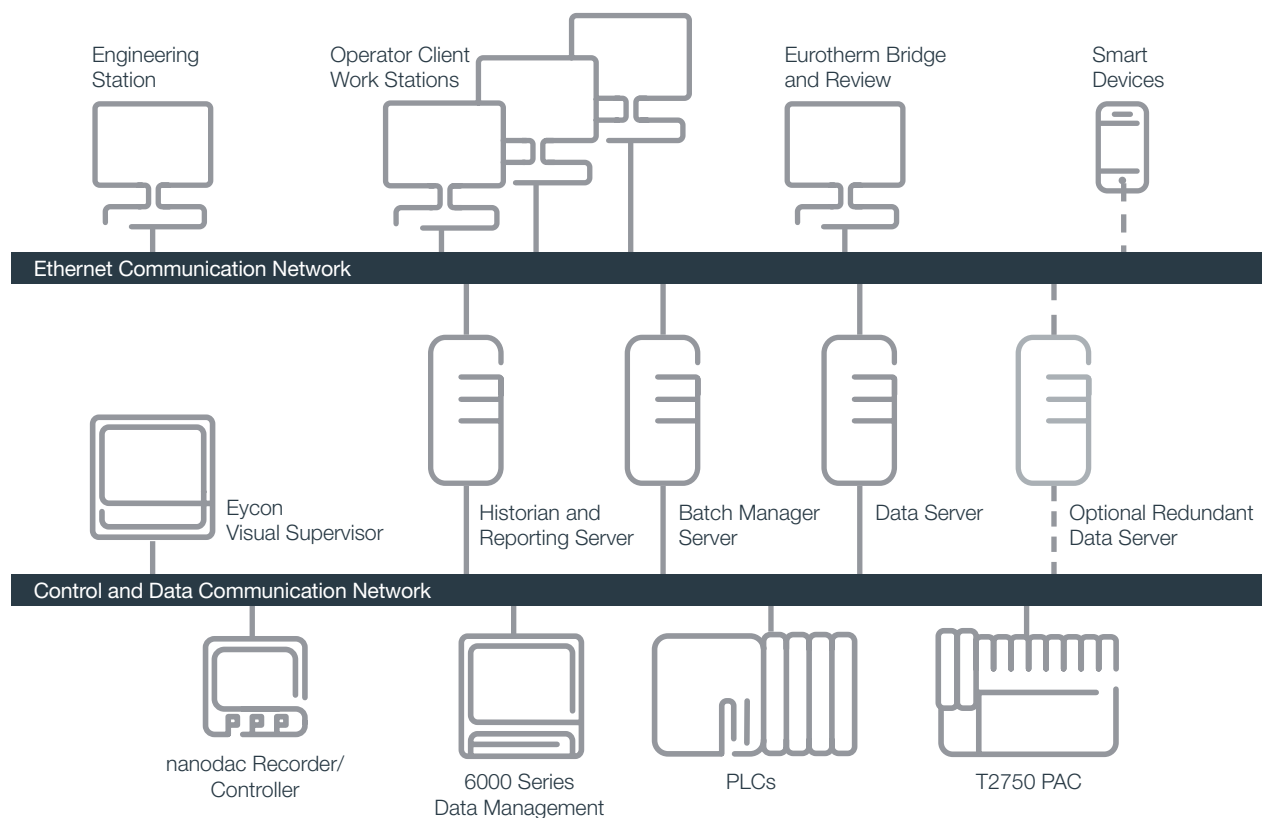 Engineering
Station
Operator Client
Work Stations
Eurotherm Bridge
and Review
Smart
Devices
Ethernet Communication Network
Eycon
Visual Supervisor
Historian and
Reporting Server
Batch Manager
Server
Data Server
Optional Redundant
Data Server
Control and Data Communication Network
nanodac Recorder/
Controller
6000 Series
Data Management
PLCs
T2750 PAC